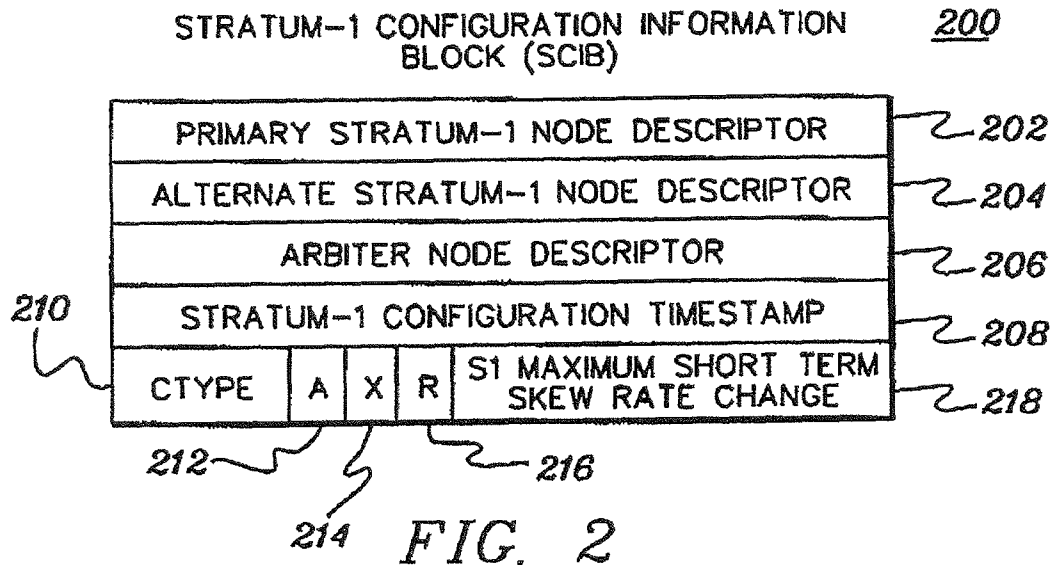 STRATUM-1 CONFIGURATION INFORMATION
BLOCK (SCIB)
200
PRIMARY STRATUM-1 NODE DESCRIPTOR
202
ALTERNATE STRATUM-1 NODE DESCRIPTOR
204
ARBITER NODE DESCRIPTOR
206
210
STRATUM-1 CONFIGURATION TIMESTAMP
208
CTYPE
A
X
R
S1 MAXIMUM SHORT TERM
SKEW RATE CHANGE
218
212
216
214
FIG. 2